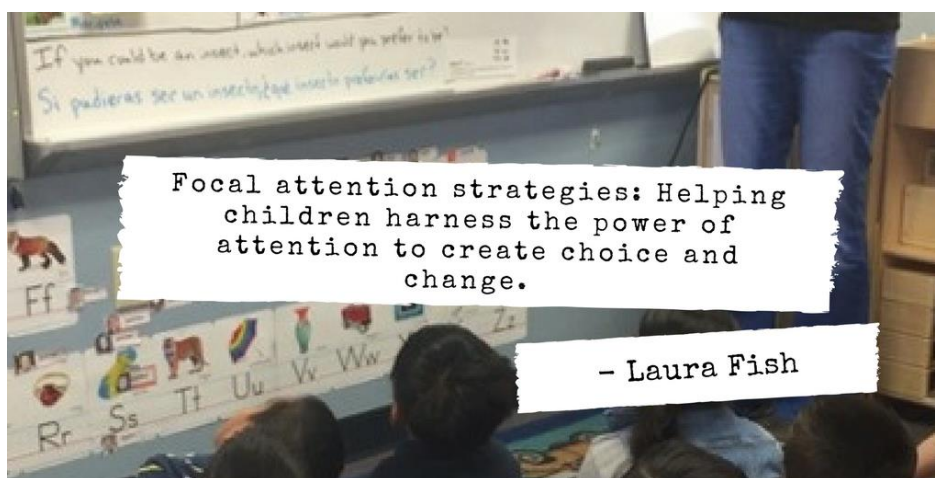 If you could be an insect, which insect would you prefer to be?
Si pudieras ser un insecto, ¿que insecto preferirias ser?
Focal attention strategies: Helping
children harness the power of
attention to create choice and
change.
– Laura Fish
Ff
Rr Ss Tt Uu Vv Ww Zz